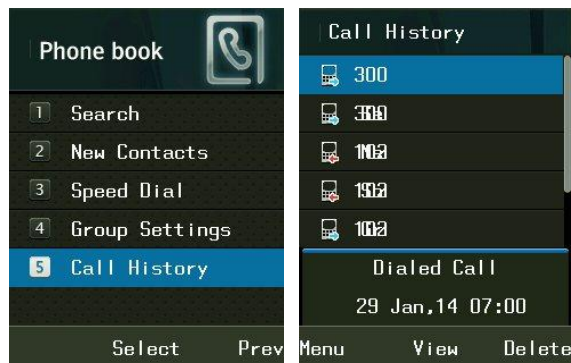 Phone book
1 Search
2 New Contacts
3 Speed Dial
4 Group Settings
5 Call History
Select Prev
Call History
300
Dialed Call
29 Jan,14 07:00
Menu View Delete